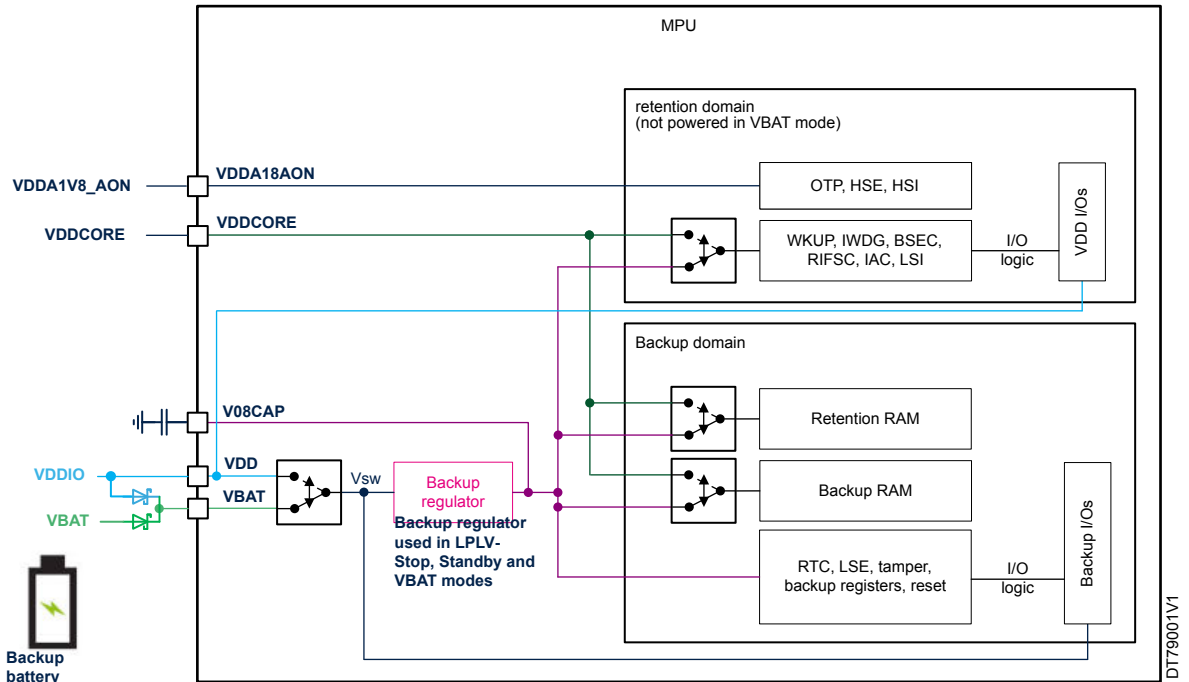 MPU
retention domain
(not powered in VBAT mode)
VDDA1V8_AON
VDDA18AON
OTP, HSE, HSI
VDD I/Os
VDDCORE
VDDCORE
WKUP, IWDG, BSEC,
RIFSC, IAC, LSI
I/O
logic
Backup domain
V08CAP
Retention RAM
VDDIO
VDD
Vsw
Backup
regulator
Backup RAM
VBAT
VBAT
Backup regulator
used in LPLV-
Stop, Standby and
VBAT modes
RTC, LSE, tamper,
backup registers, reset
I/O
logic
Backup I/Os
Backup
battery
DT79001V1